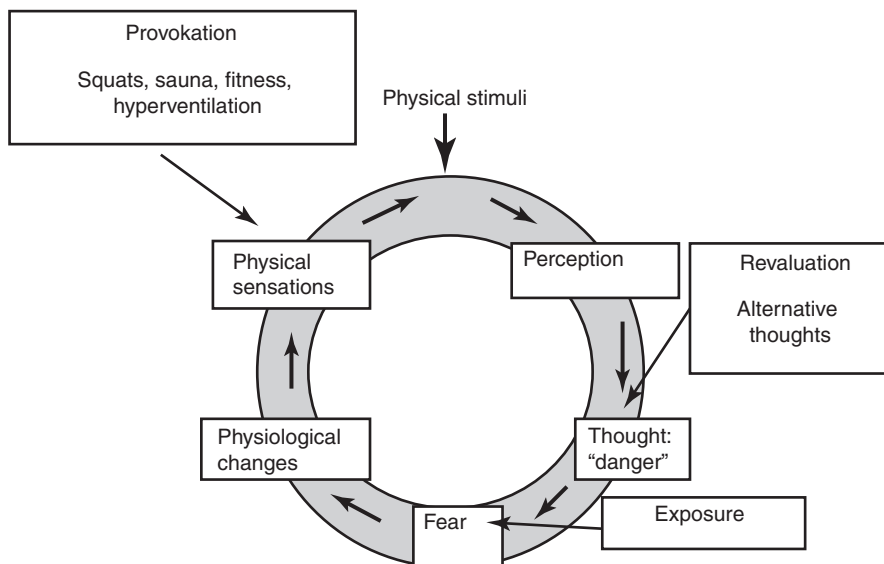 Provokation
Squats, sauna, fitness,
hyperventilation
Physical stimuli
Physical
sensations
Perception
Revaluation
Alternative
thoughts
Physiological
changes
Thought:
“danger”
Fear
Exposure